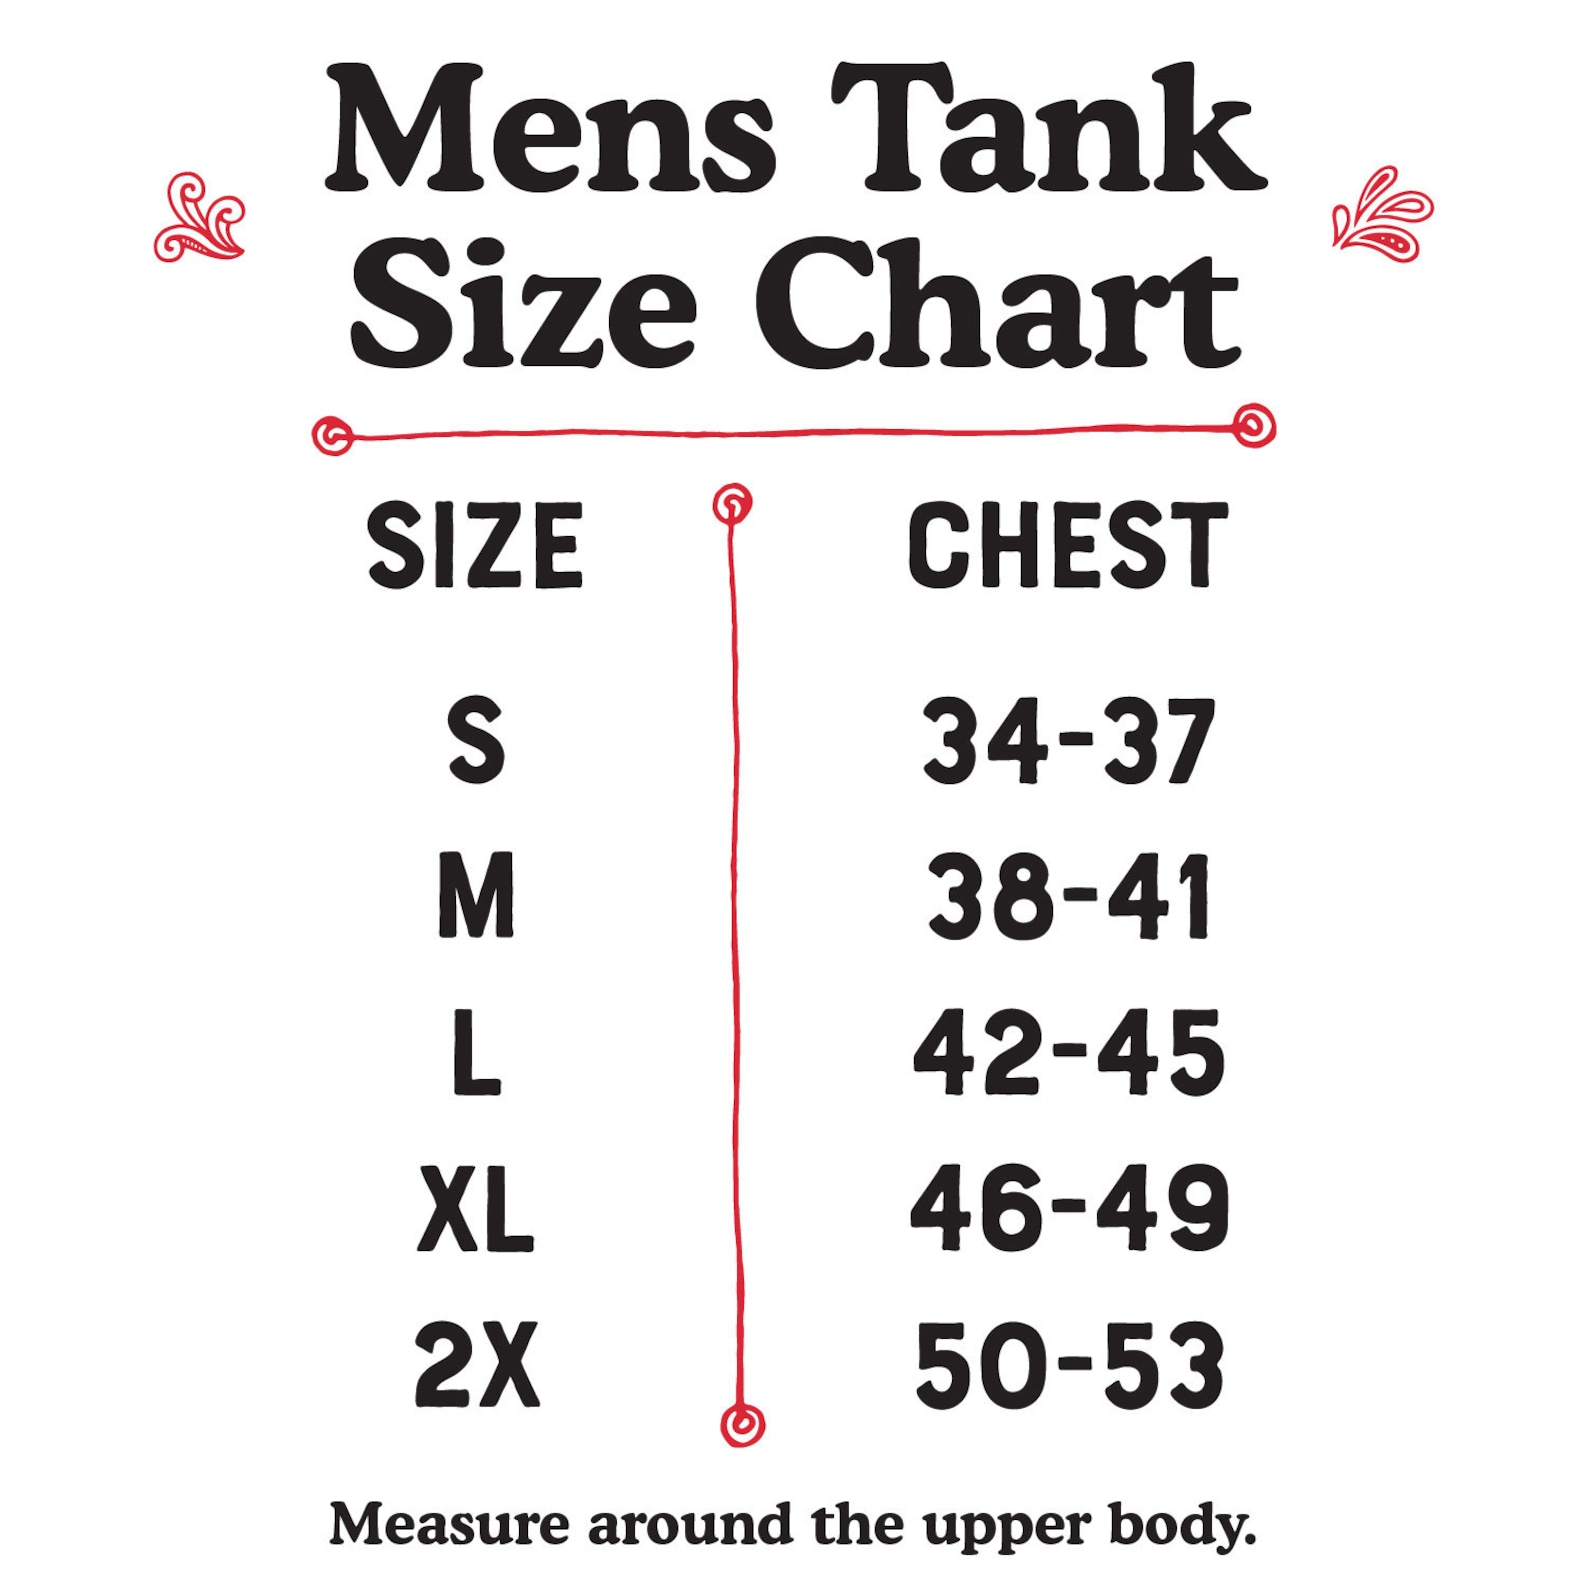 Mens Tank
Size Chart
SIZE CHEST
S 34-37
M 38-41
L 42-45
XL 46-49
2X 50-53
Measure around the upper body.